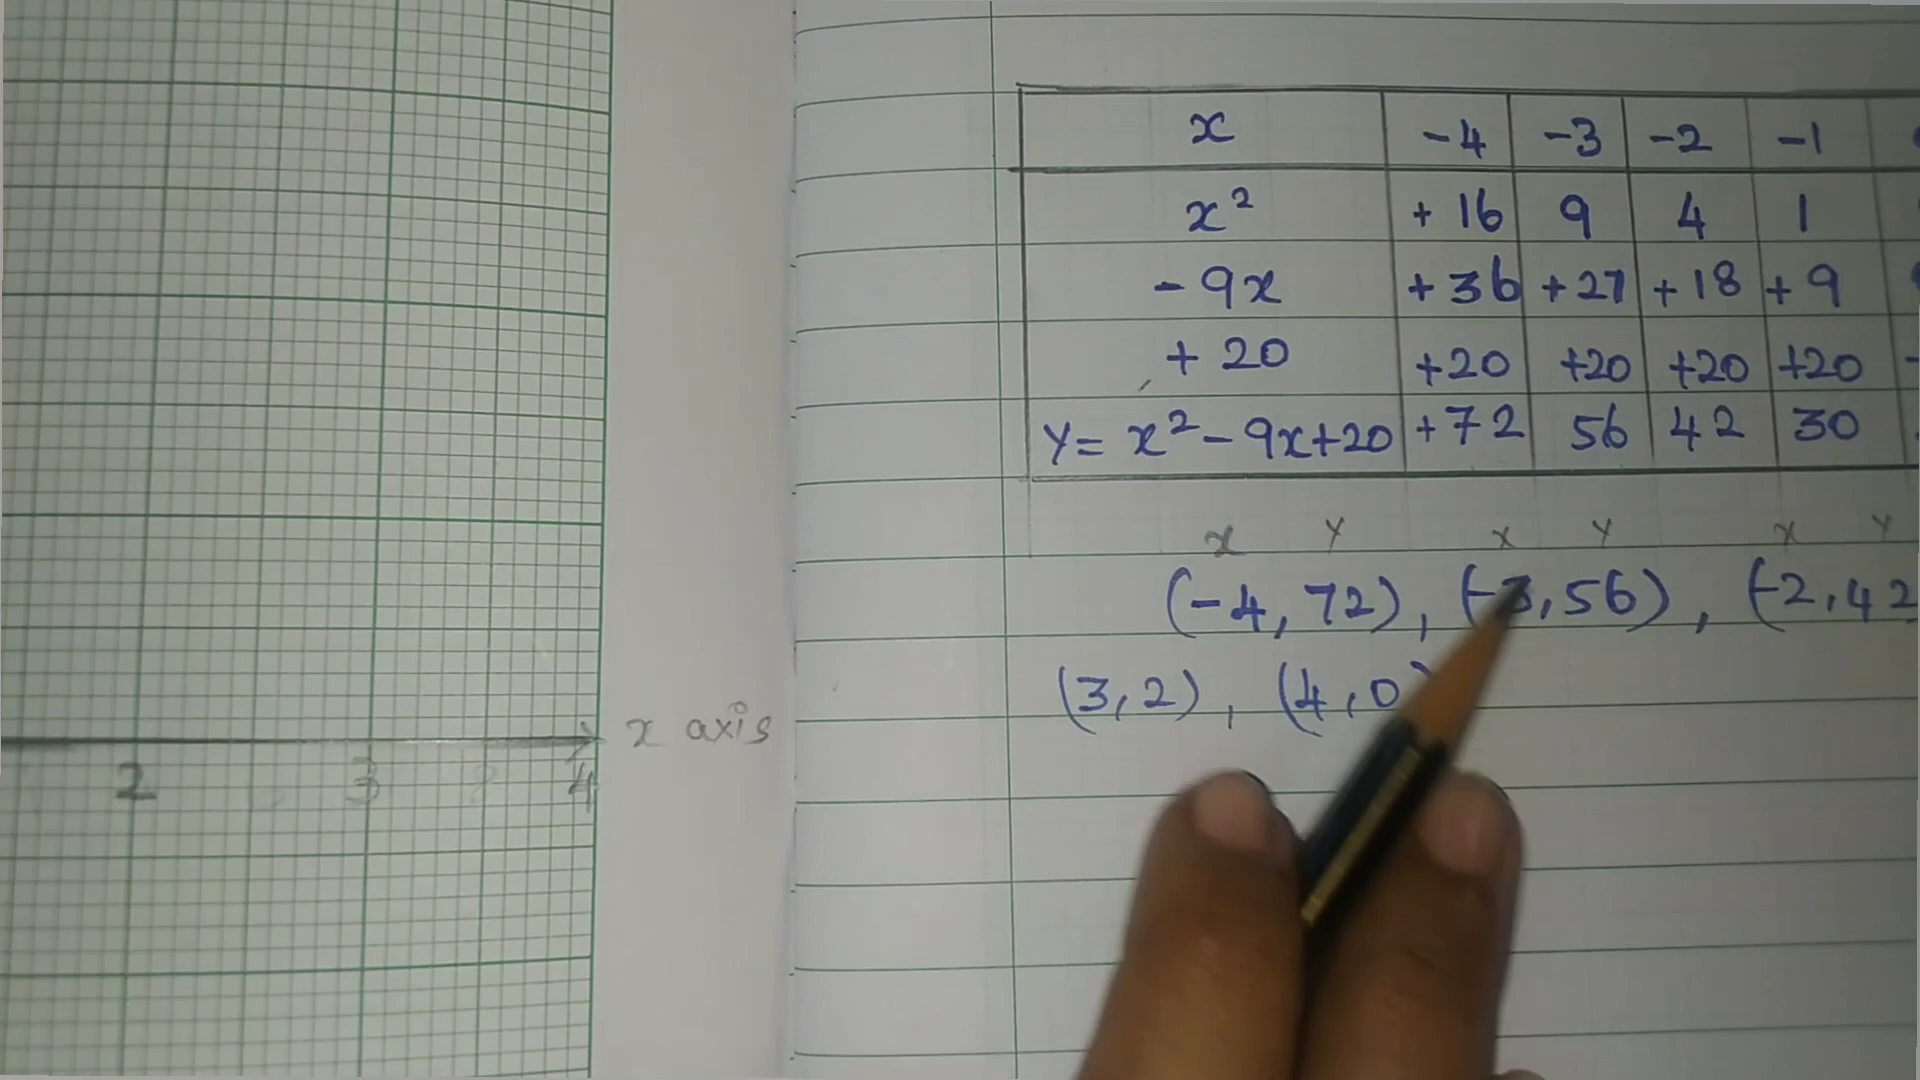 x -4 -3 -2 -1
x² +16 9 4 1
-9x +36 +27 +18 +9
+20 +20 +20 +20 +20
Y= x²-9x+20 +72 56 42 30
x y x y x y
(-4, 72), (-3,56), (-2,42
(3,2), (4,0)
x axis
2 3 4